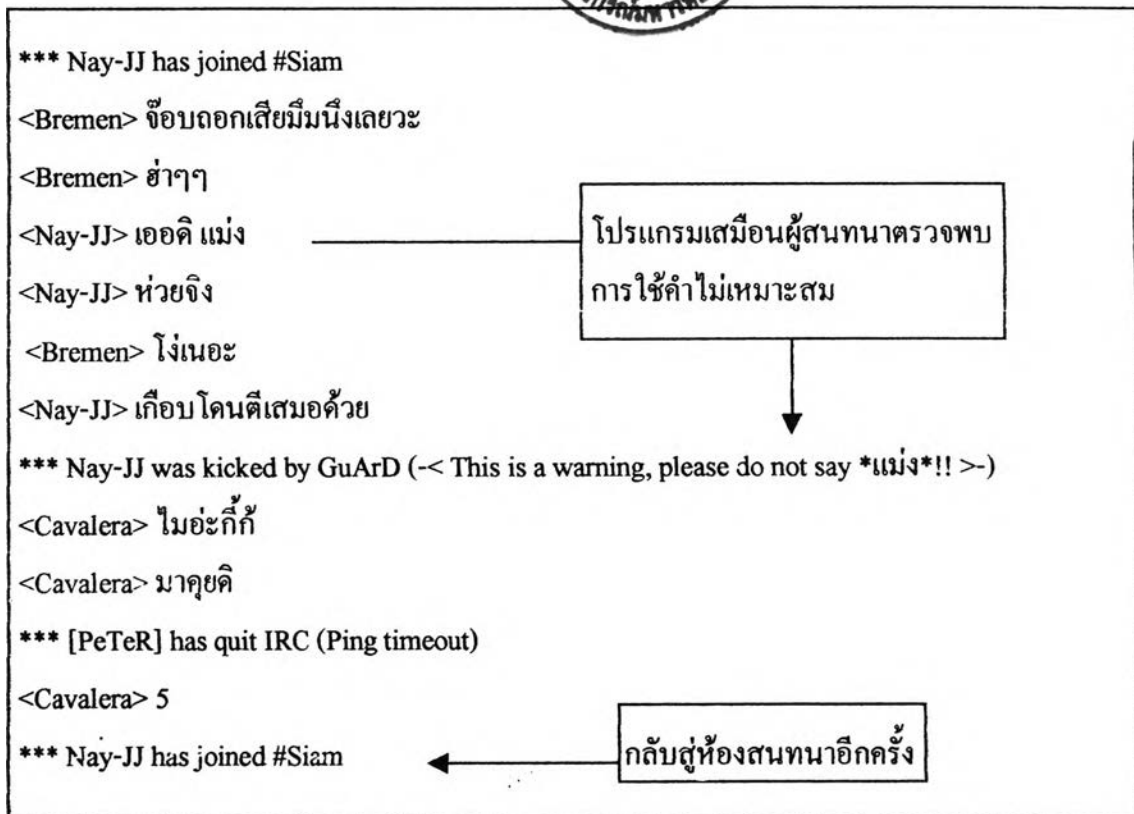 *** Nay-JJ has joined #Siam
<Bremen> จ๊อบถอกเสียมึมนึงเลยวะ
<Bremen> ฮ่าๆๆ
<Nay-JJ> เออดิ แม่ง
โปรแกรมเสมือนผู้สนทนาตรวจพบ
การใช้คำไม่เหมาะสม
<Nay-JJ> ห่วยจิง
<Bremen> โง่เนอะ
<Nay-JJ> เกือบโดนตีเสมอด้วย
*** Nay-JJ was kicked by GuArD (-< This is a warning, please do not say *แม่ง*!! >-)
<Cavalera> ไมอ่ะกี้ก้
<Cavalera> มาคุยดิ
*** [PeTeR] has quit IRC (Ping timeout)
<Cavalera> 5
*** Nay-JJ has joined #Siam
กลับสู่ห้องสนทนาอีกครั้ง